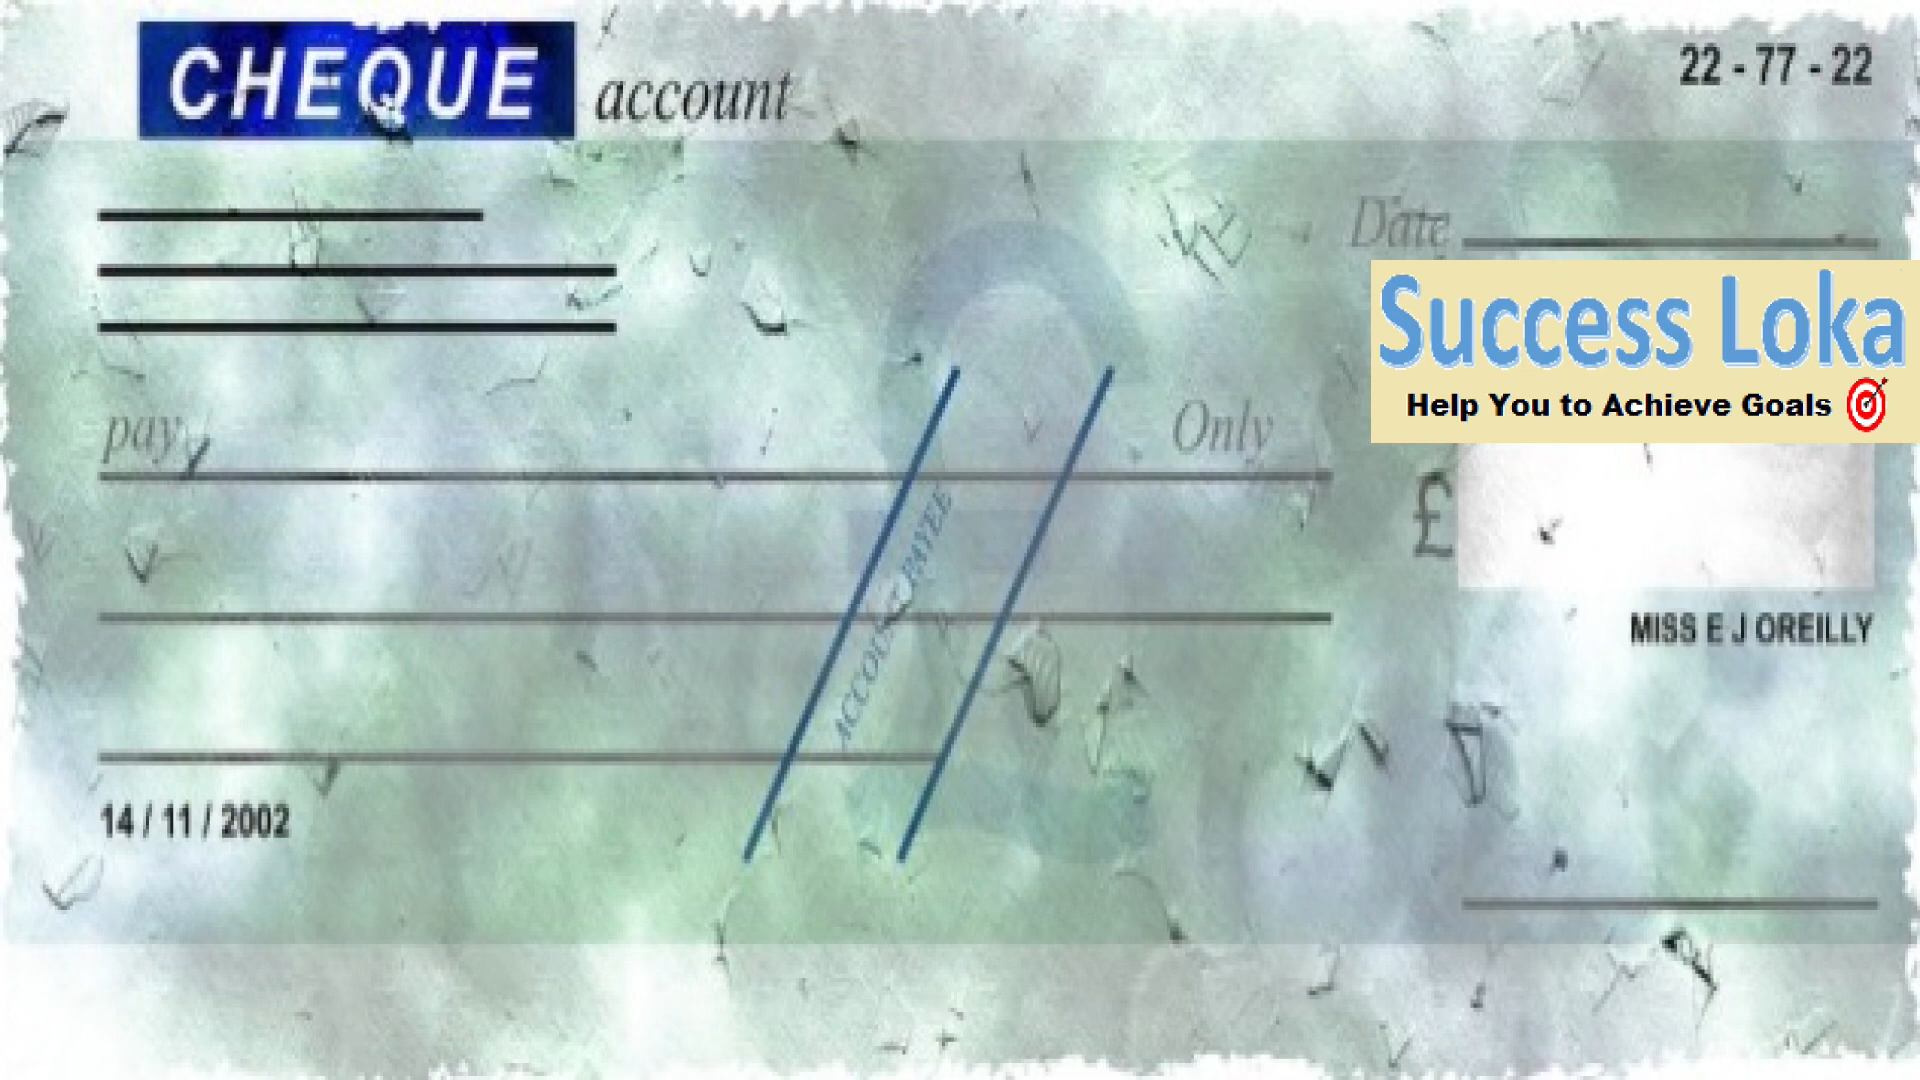 CHEQUE account
22 - 77 - 22
Date
Success Loka
Help You to Achieve Goals
pay
Only
£
ACCOUNT PAYEE
MISS E J OREILLY
14 / 11 / 2002